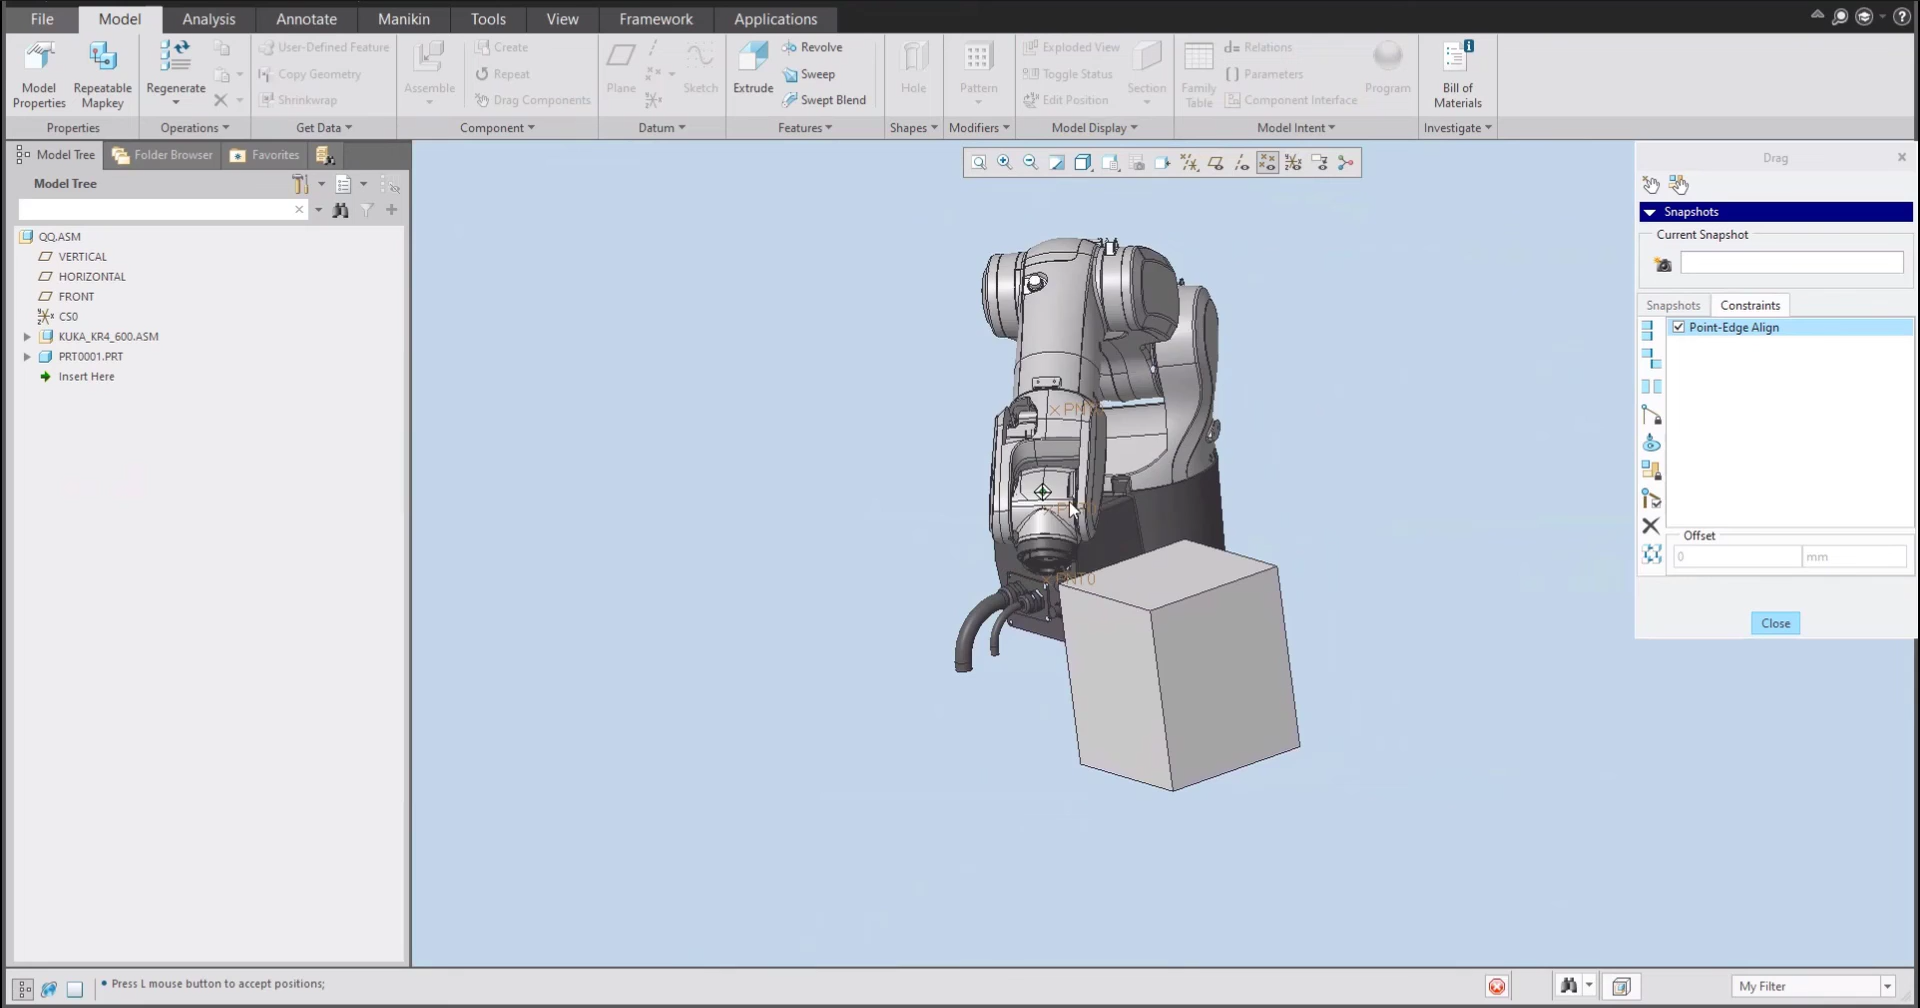 File Model Analysis Annotate Manikin Tools View Framework Applications
Model Properties
Repeatable Mapkey
Properties
Regenerate
Operations
User-Defined Feature
Copy Geometry
Shrinkwrap
Get Data
Assemble
Create
Repeat
Drag Components
Component
Plane
Sketch
Datum
Extrude
Revolve
Sweep
Swept Blend
Features
Hole
Shapes
Pattern
Modifiers
Exploded View
Toggle Status
Edit Position
Section
Model Display
Family Table
d= Relations
Parameters
Component Interface
Program
Model Intent
Bill of Materials
Investigate
Model Tree Folder Browser Favorites
Model Tree
QQ.ASM
VERTICAL
HORIZONTAL
FRONT
CS0
KUKA_KR4_600.ASM
PRT0001.PRT
Insert Here
PNT0
Drag
Snapshots
Current Snapshot
Snapshots Constraints
Point-Edge Align
Offset
0 mm
Close
Press L mouse button to accept positions;
My Filter